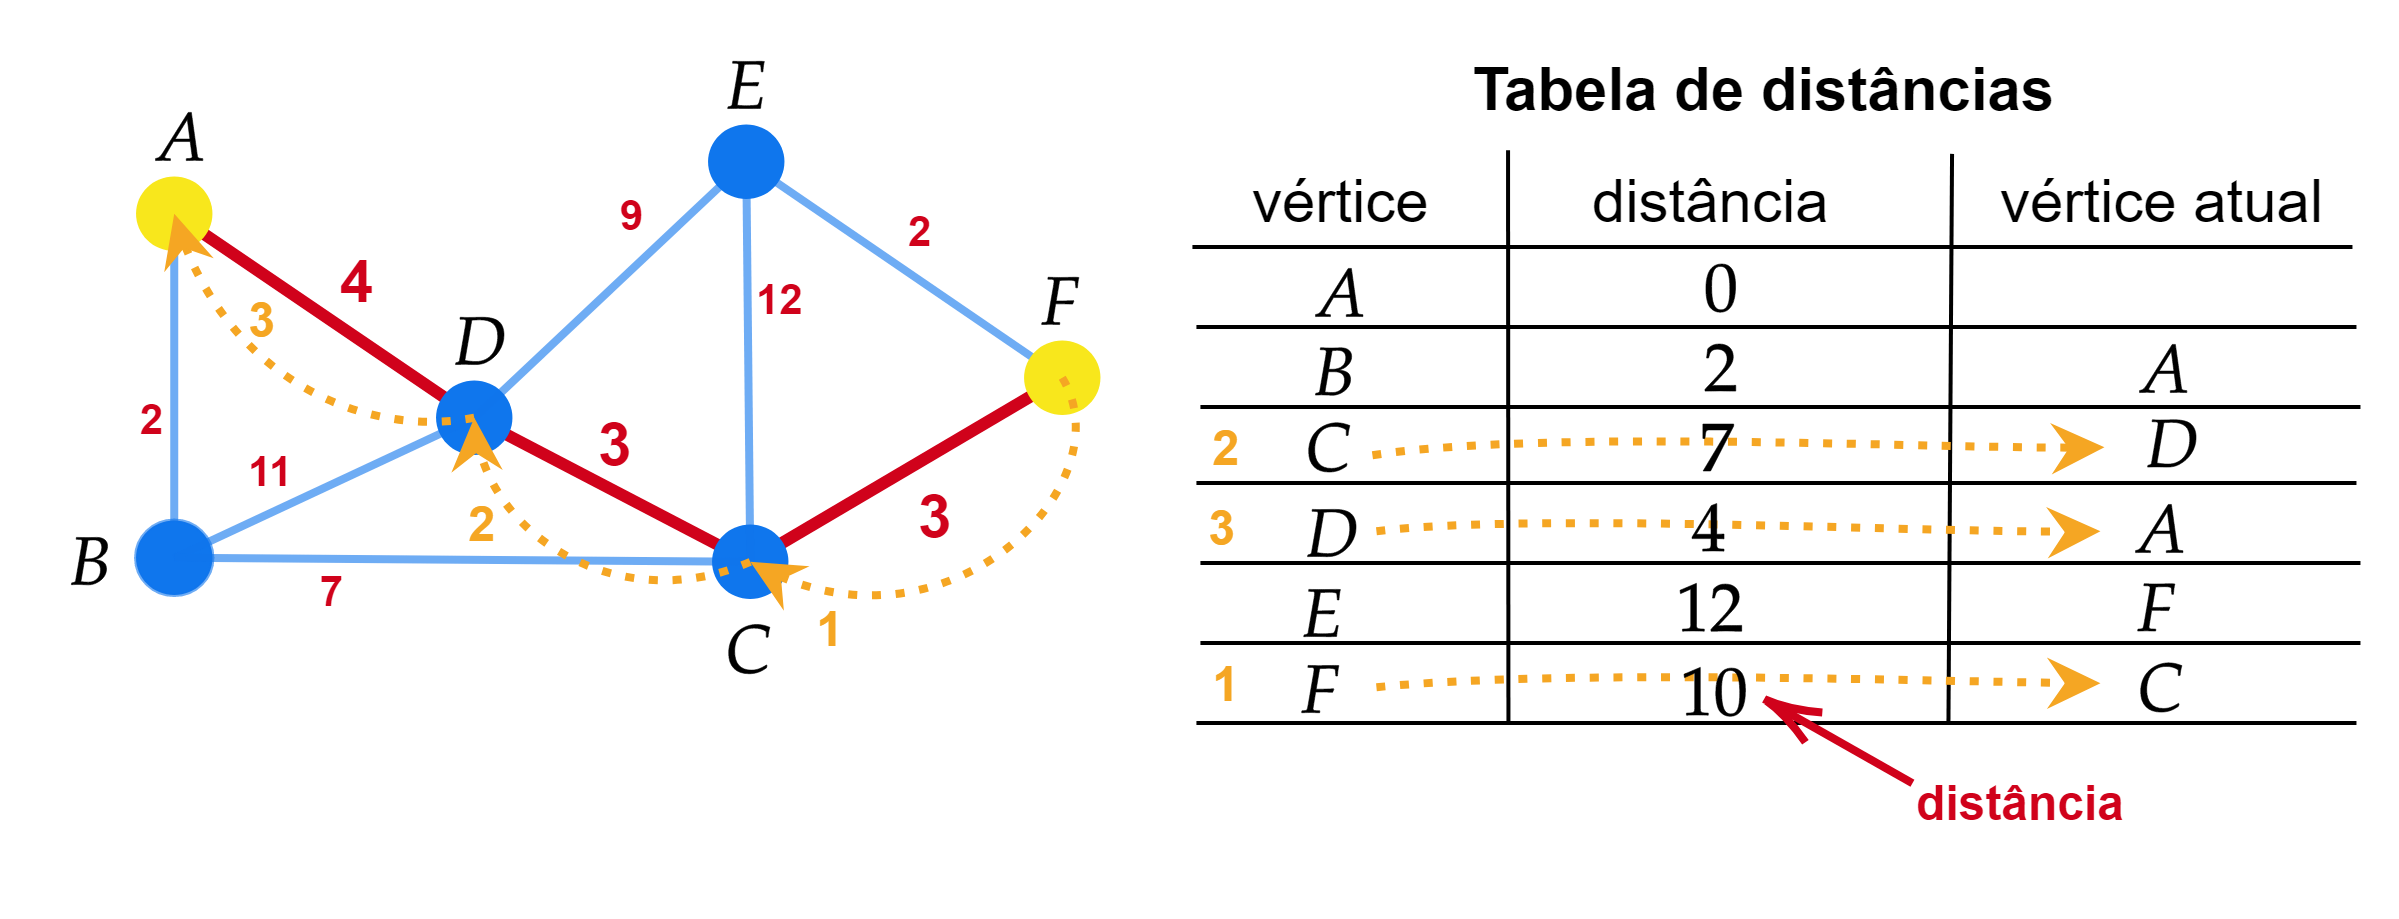 A
E
9
2
12
F
4
3
D
2
11
3
2
3
B
7
C
1
Tabela de distâncias
vértice distância vértice atual
A 0
B 2 A
2 C 7 D
3 D 4 A
E 12 F
1 F 10 C
distância